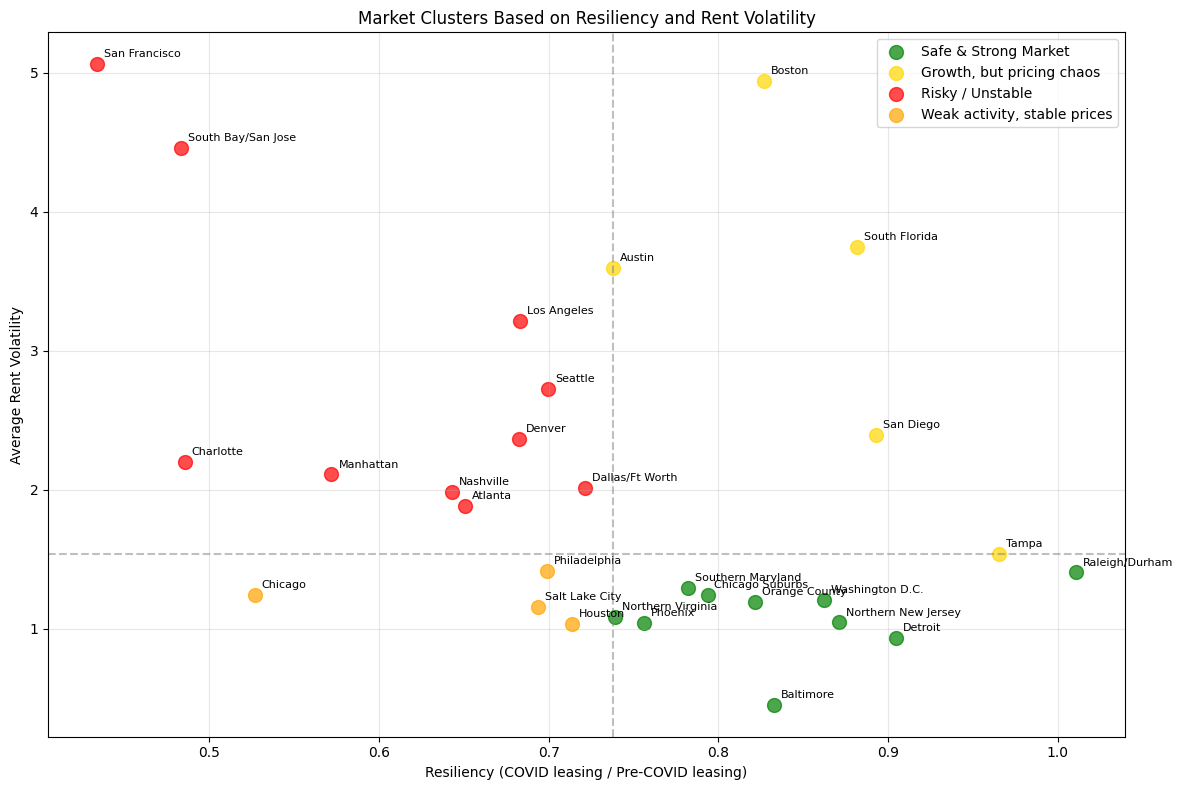 Market Clusters Based on Resiliency and Rent Volatility
Safe & Strong Market
Growth, but pricing chaos
Risky / Unstable
Weak activity, stable prices
San Francisco
Boston
South Bay/San Jose
South Florida
Austin
Los Angeles
Seattle
San Diego
Denver
Charlotte
Manhattan
Dallas/Ft Worth
Nashville
Atlanta
Tampa
Philadelphia
Raleigh/Durham
Southern Maryland
Chicago
Chicago Suburbs
Washington D.C.
Orange County
Salt Lake City
Northern Virginia
Houston
Phoenix
Northern New Jersey
Detroit
Baltimore
5
4
3
2
1
Average Rent Volatility
0.5 0.6 0.7 0.8 0.9 1.0
Resiliency (COVID leasing / Pre-COVID leasing)